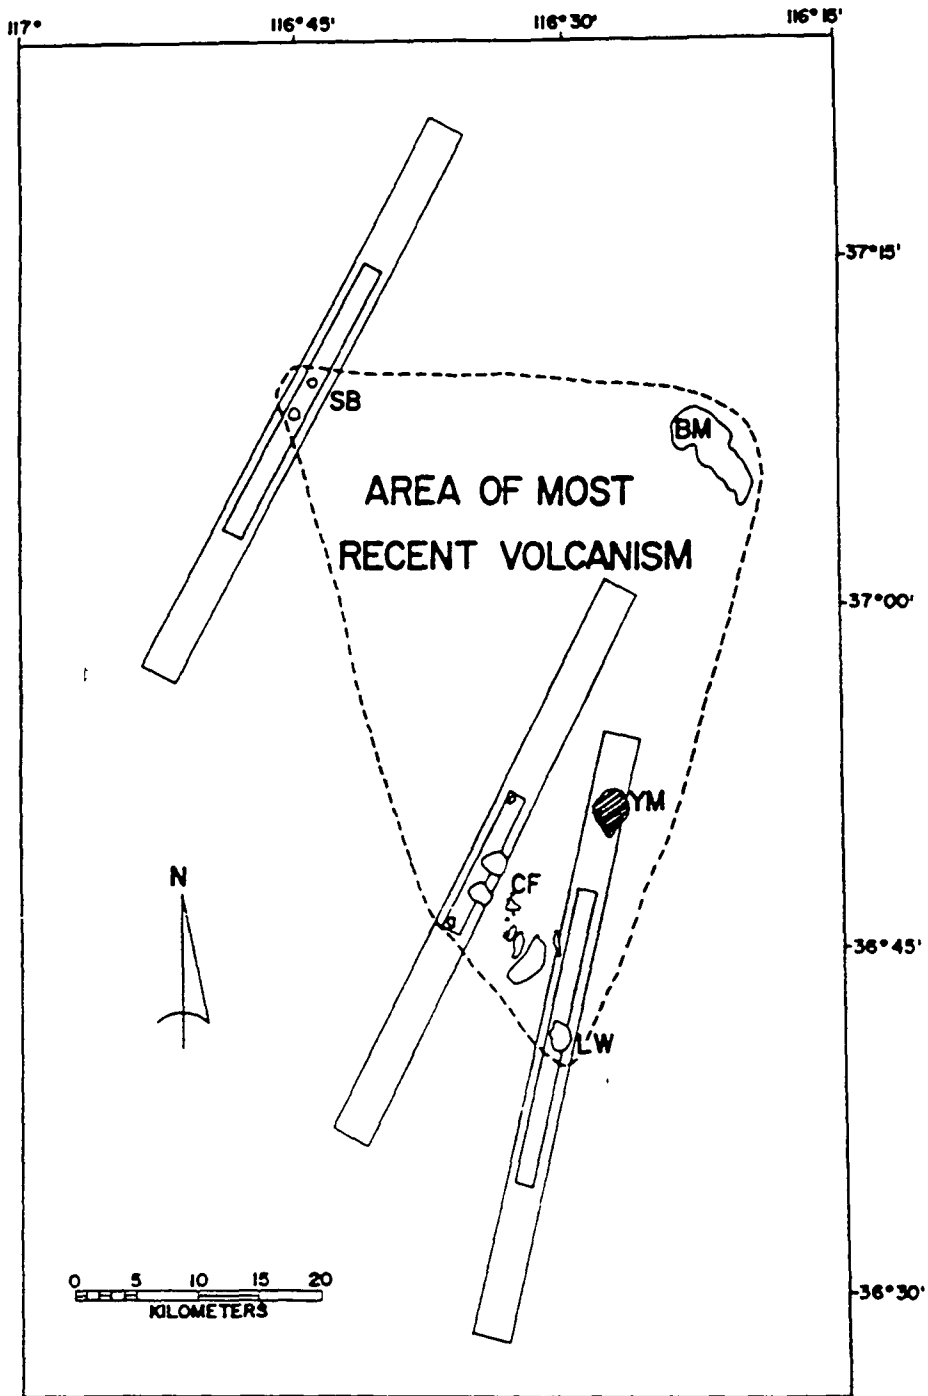 117° 116°45' 116°30' 116°15'
37°15'
SB
BM
AREA OF MOST
RECENT VOLCANISM
37°00'
YM
CF
N
36°45'
LW
0 5 10 15 20
KILOMETERS
36°30'